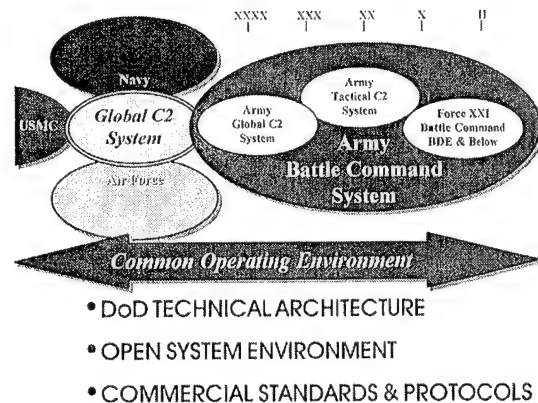 XXXX XXX XX X II
Navy
USMC
Global C2
System
Air Force
Army
Global C2
System
Army
Tactical C2
System
Force XXI
Battle Command
BDE & Below
Army
Battle Command
System
Common Operating Environment
• DoD TECHNICAL ARCHITECTURE
• OPEN SYSTEM ENVIRONMENT
• COMMERCIAL STANDARDS & PROTOCOLS